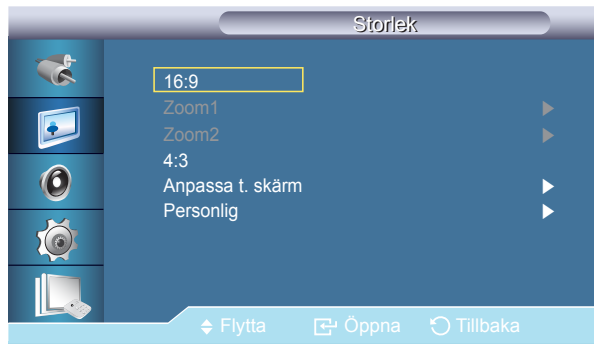 Storlek
16:9
Zoom1
Zoom2
4:3
Anpassa t. skärm
Personlig
Flytta Öppna Tillbaka